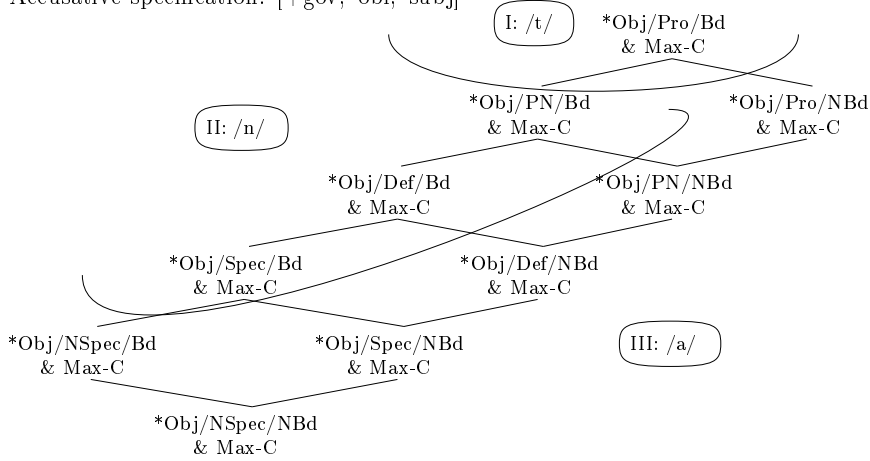 Accusative specification: [+gov, -obl, -subj]
I: /t/
*Obj/Pro/Bd
& Max-C
*Obj/PN/Bd
& Max-C
*Obj/Pro/NBd
& Max-C
II: /n/
*Obj/Def/Bd
& Max-C
*Obj/PN/NBd
& Max-C
*Obj/Spec/Bd
& Max-C
*Obj/Def/NBd
& Max-C
*Obj/NSpec/Bd
& Max-C
*Obj/Spec/NBd
& Max-C
III: /a/
*Obj/NSpec/NBd
& Max-C